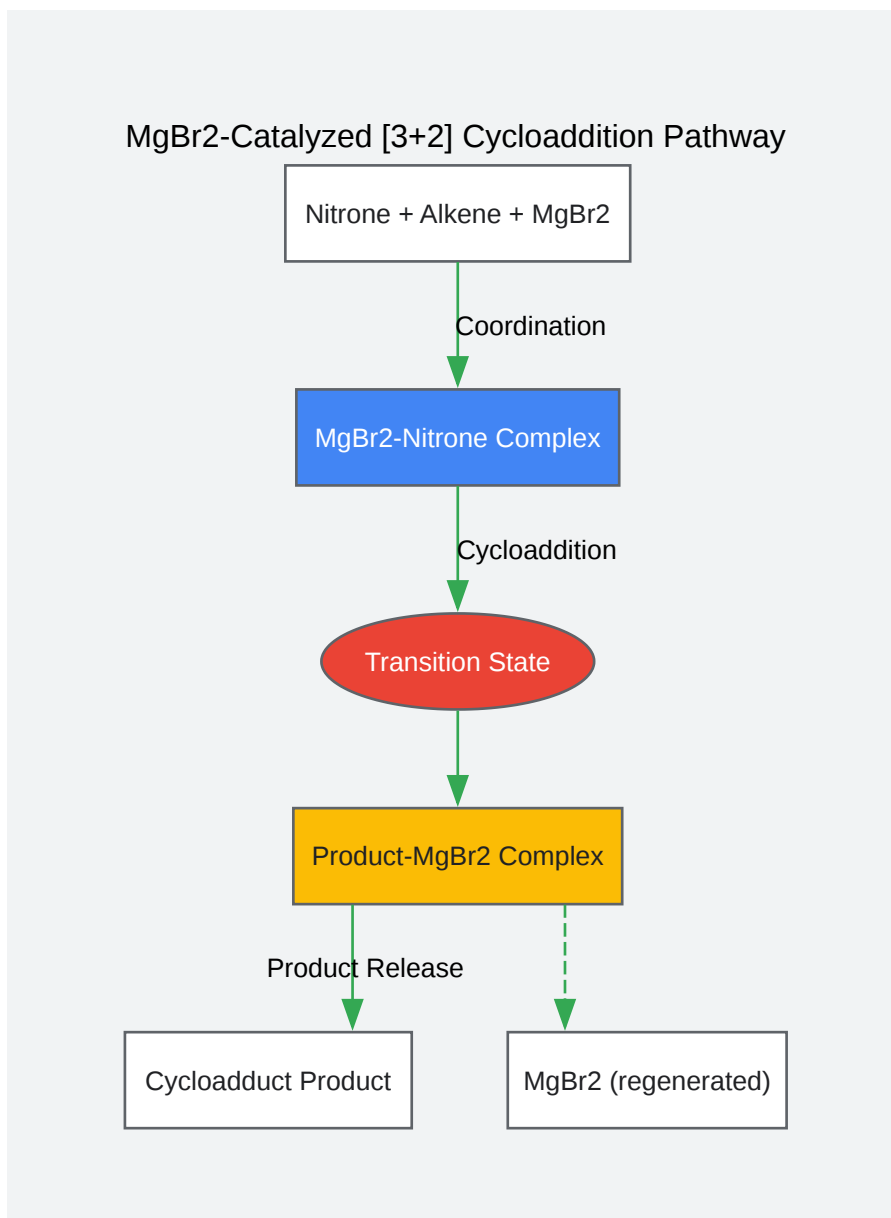 MgBr2-Catalyzed [3+2] Cycloaddition Pathway
Nitrone + Alkene + MgBr2
Coordination
MgBr2-Nitrone Complex
Cycloaddition
Transition State
Product-MgBr2 Complex
Product Release
Cycloadduct Product
MgBr2 (regenerated)